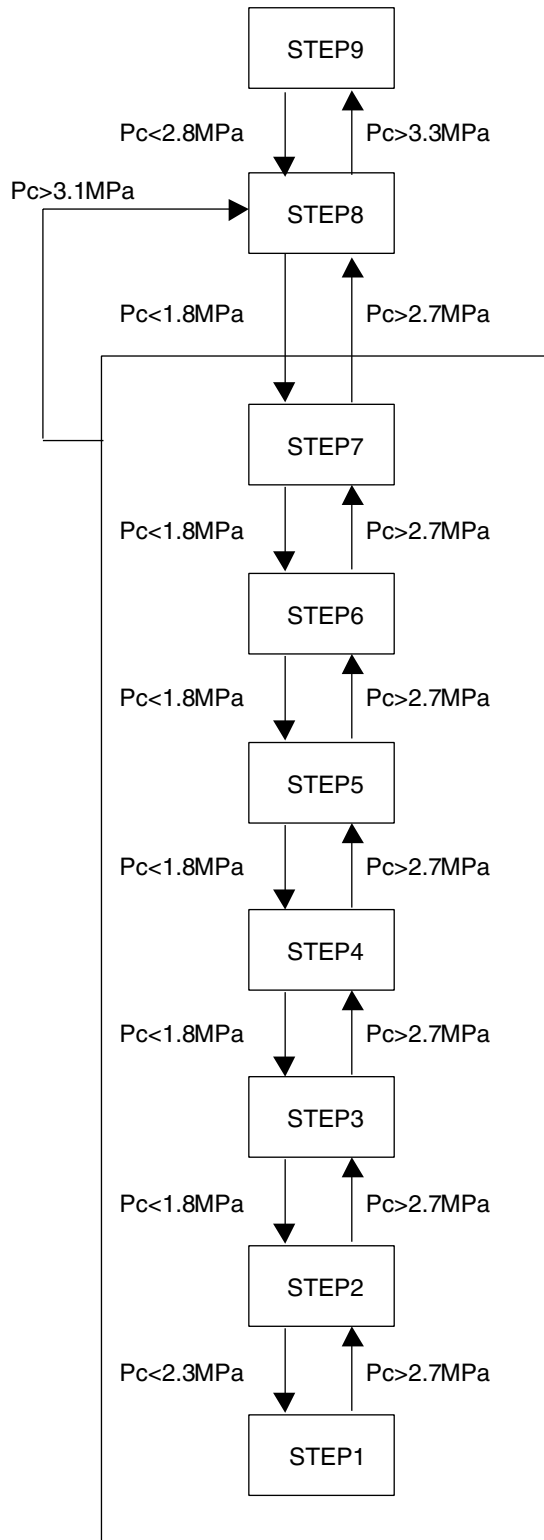 STEP9
Pc<2.8MPa
Pc>3.3MPa
Pc>3.1MPa
STEP8
Pc<1.8MPa
Pc>2.7MPa
STEP7
Pc<1.8MPa
Pc>2.7MPa
STEP6
Pc<1.8MPa
Pc>2.7MPa
STEP5
Pc<1.8MPa
Pc>2.7MPa
STEP4
Pc<1.8MPa
Pc>2.7MPa
STEP3
Pc<1.8MPa
Pc>2.7MPa
STEP2
Pc<2.3MPa
Pc>2.7MPa
STEP1